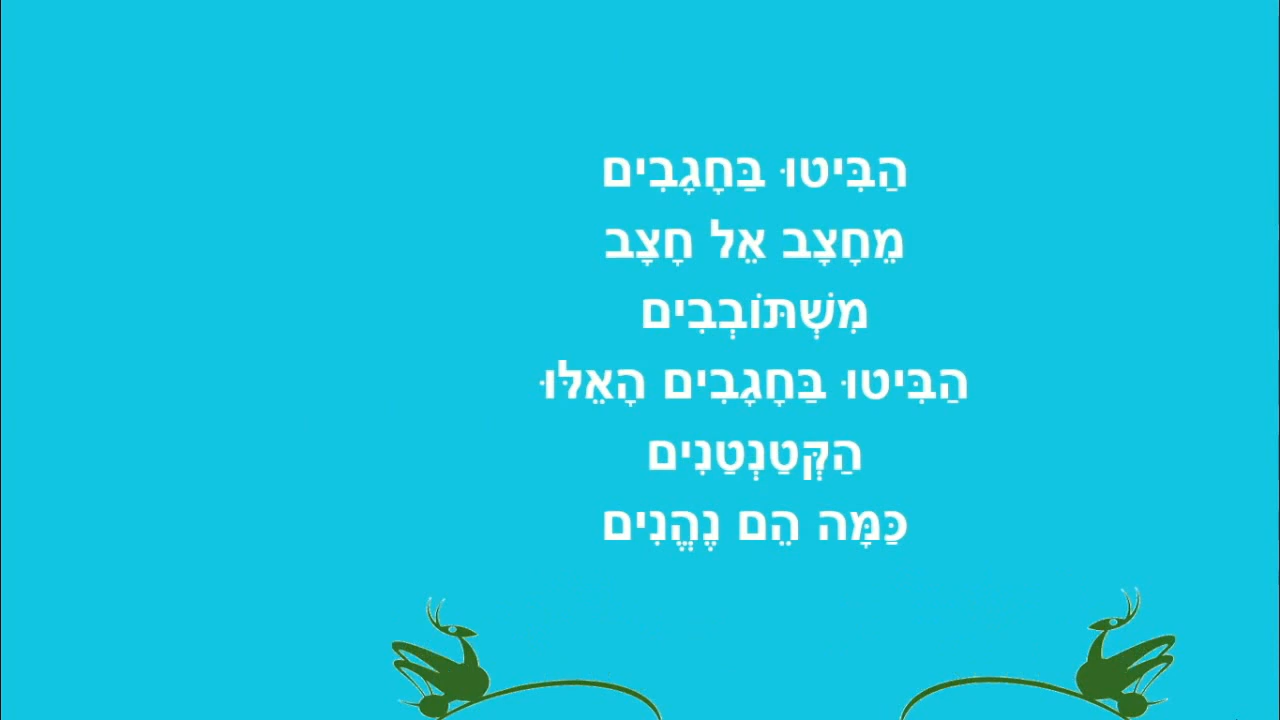 הַבִּיטוּ בַּחָגָבִים
מֵחָצָב אֵל חָצָב
מִשְׁתּוֹבְבִים
הַבִּיטוּ בַּחָגָבִים הָאֵלּוּ
הַקְּטַנְטַנִים
כַּמָּה הֵם נֶהֱנִים